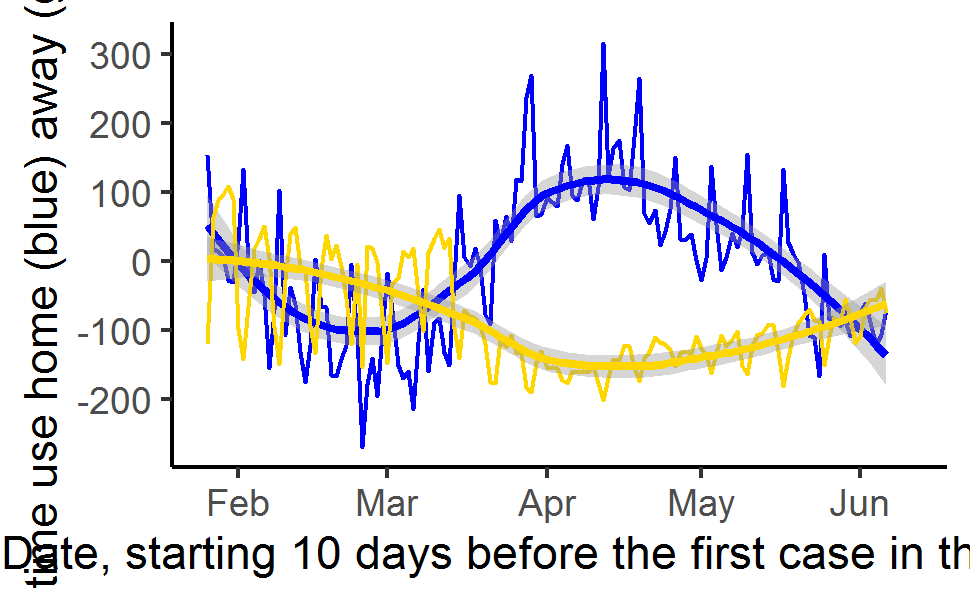 time use home (blue) away (
300
200
100
0
-100
-200
Feb Mar Apr May Jun
Date, starting 10 days before the first case in th